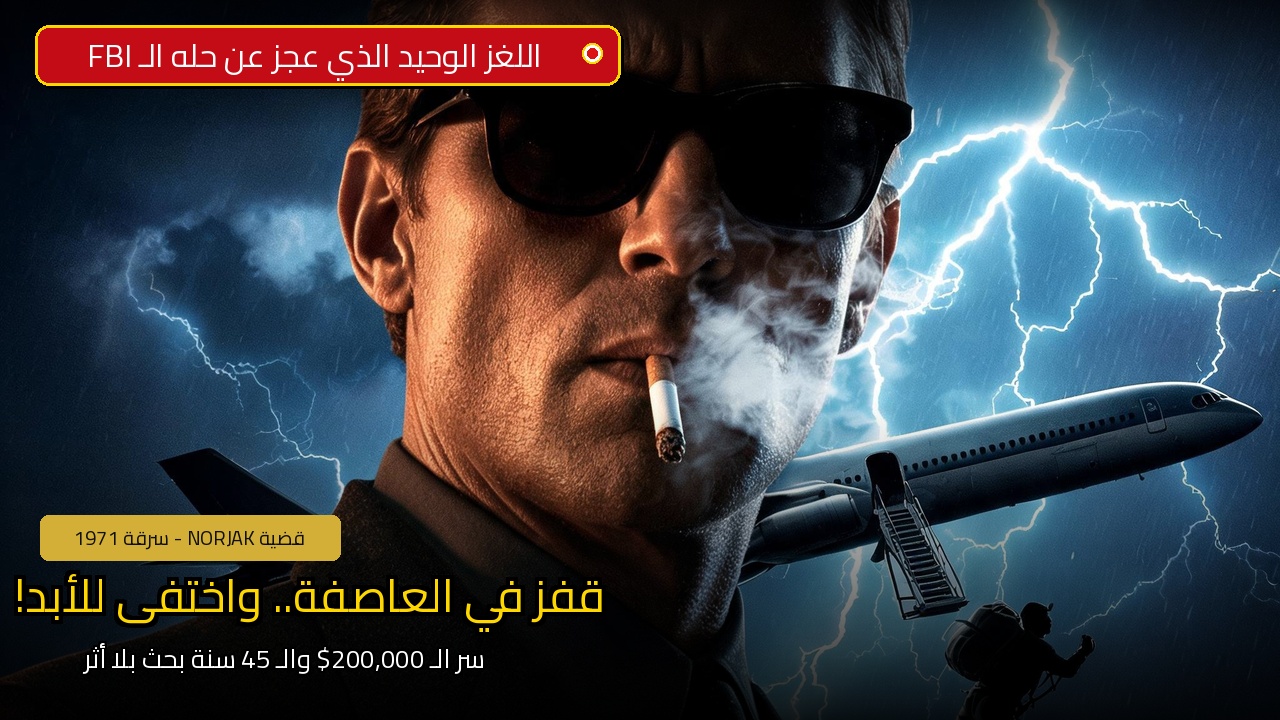 اللغز الوحيد الذي عجز عن حله الـ FBI
قضية NORJAK - سرقة 1971
قفز في العاصفة.. واختفى للأبد!
سر الـ 200,000$ والـ 45 سنة بحث بلا أثر